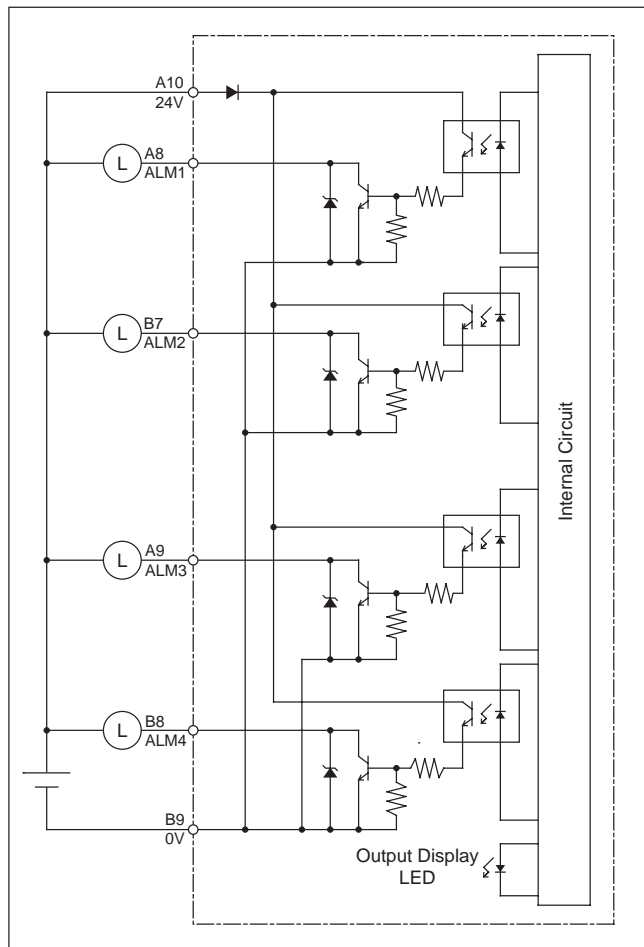 A10
24V
L
A8
ALM1
L
B7
ALM2
L
A9
ALM3
L
B8
ALM4
B9
0V
Output Display
LED
Internal Circuit